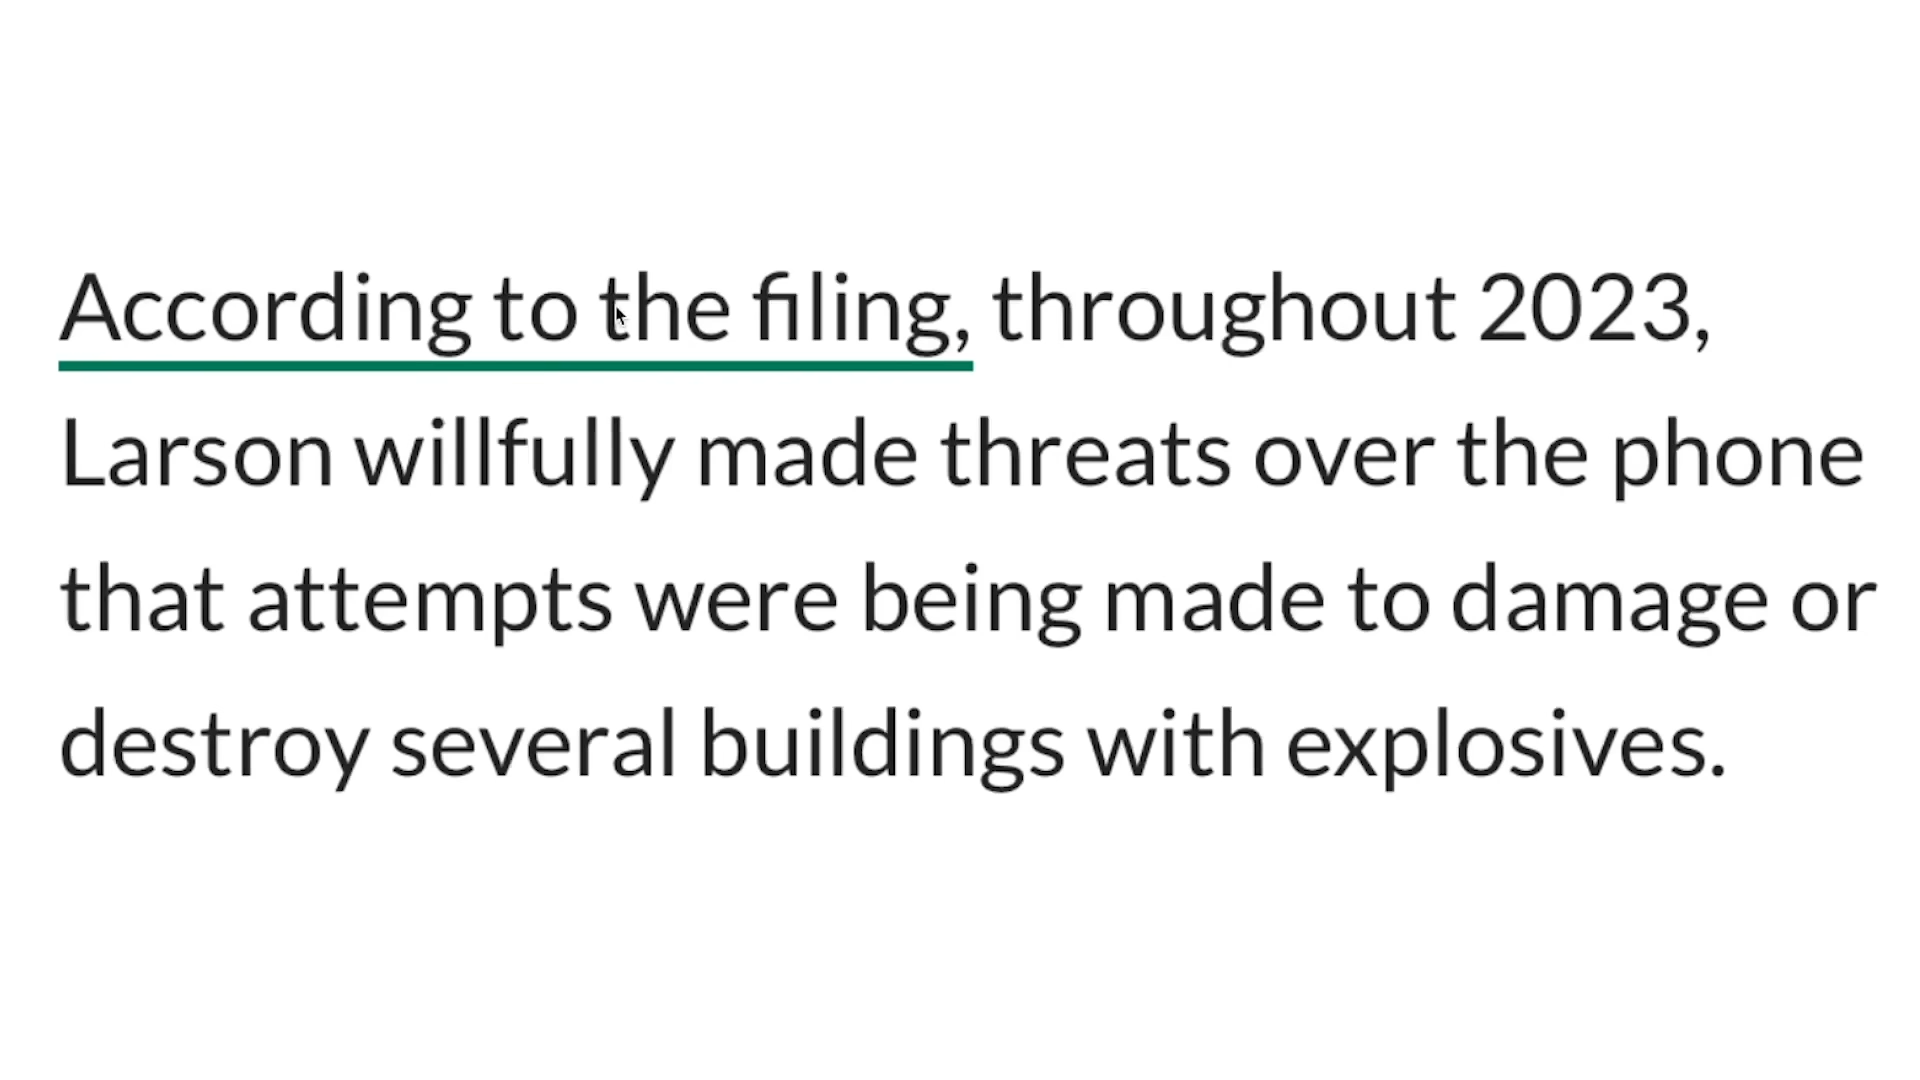 According to the filing, throughout 2023,
Larson willfully made threats over the phone
that attempts were being made to damage or
destroy several buildings with explosives.